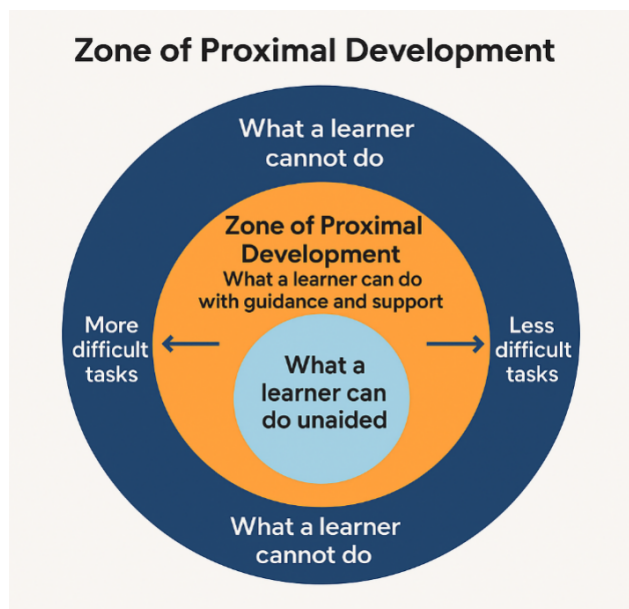 Zone of Proximal Development
What a learner
cannot do
Zone of Proximal
Development
What a learner can do
with guidance and support
More
difficult
tasks
Less
difficult
tasks
What a
learner can
do unaided
What a learner
cannot do